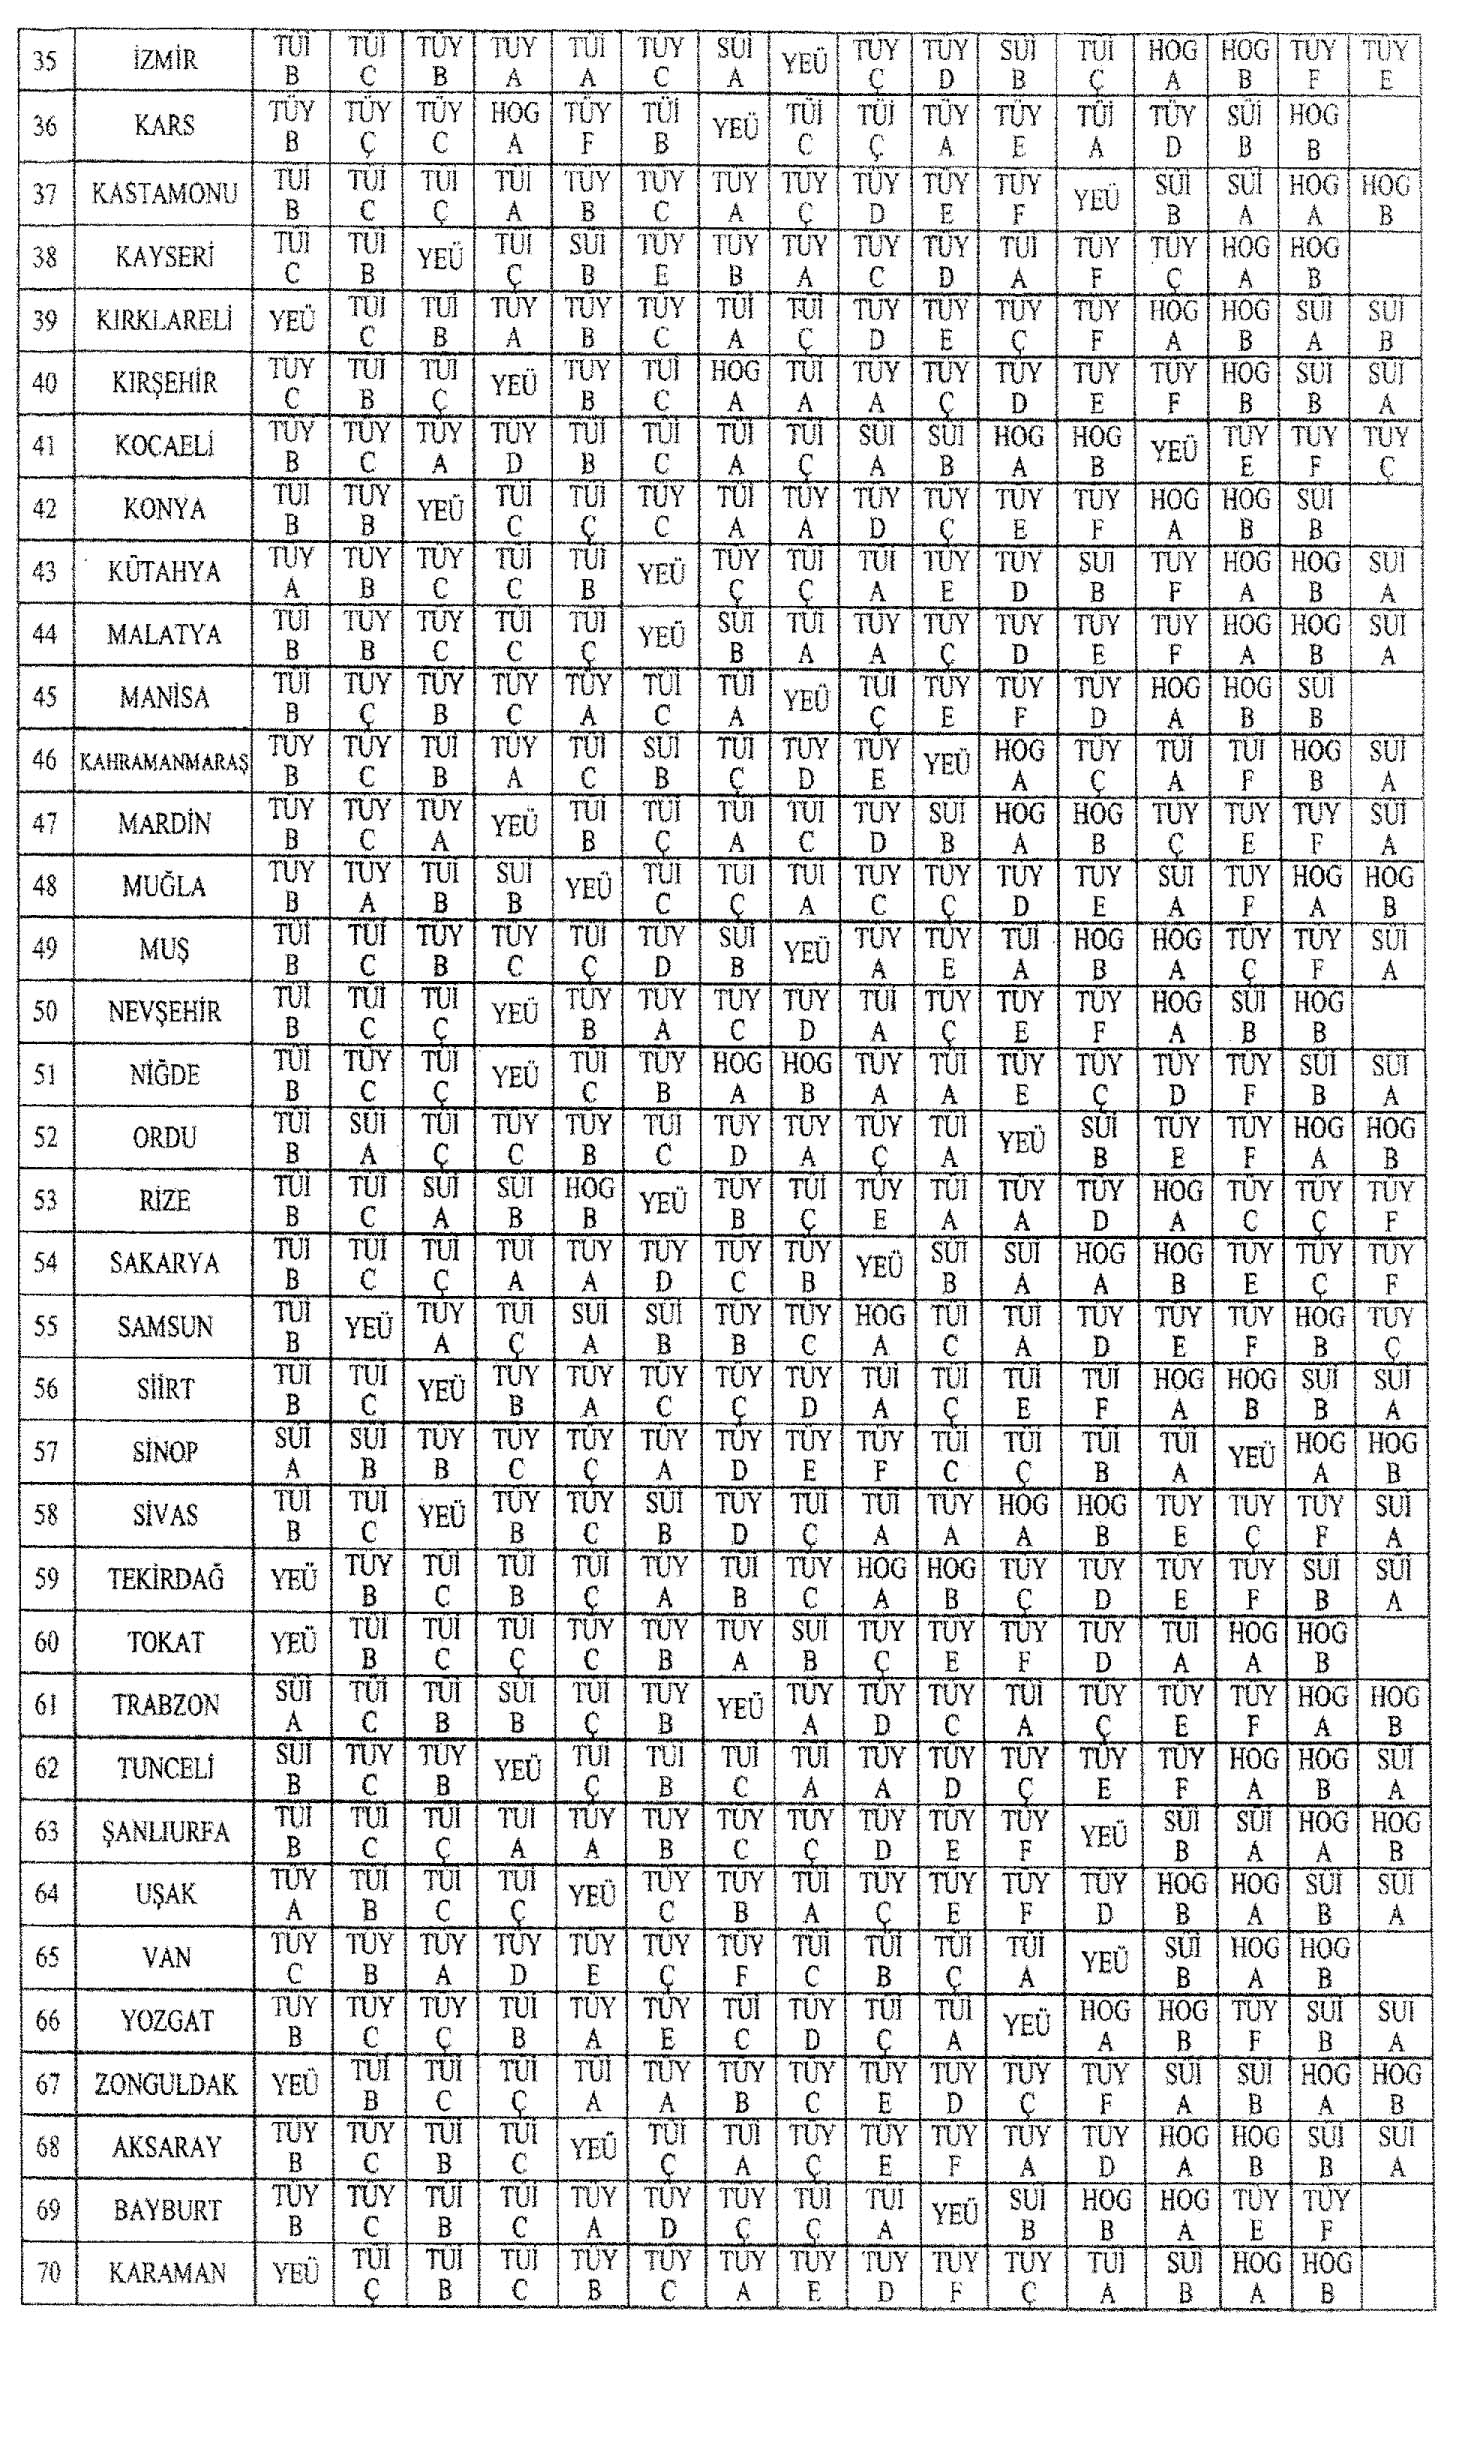 35 İZMİR TÜİ B TÜİ C TÜY B TÜY A TÜİ A TÜY C SÜİ A YEÜ TÜY Ç TÜY D SÜİ B TÜİ Ç HOG A HOG B TÜY F TÜY E
36 KARS TÜY B TÜY Ç TÜY C HOG A TÜY F TÜİ B YEÜ TÜİ C TÜİ Ç TÜY A TÜY E TÜİ A TÜY D SÜİ B HOG B
37 KASTAMONU TÜİ B TÜİ C TÜİ Ç TÜİ A TÜY B TÜY C TÜY A TÜY Ç TÜY D TÜY E TÜY F YEÜ SÜİ B SÜİ A HOG A HOG B
38 KAYSERİ TÜİ C TÜİ B YEÜ TÜİ Ç SÜİ B TÜY E TÜY B TÜY A TÜY C TÜY D TÜİ A TÜY F TÜY Ç HOG A HOG B
39 KIRKLARELİ YEÜ TÜİ C TÜİ B TÜY A TÜY B TÜY C TÜİ A TÜİ Ç TÜY D TÜY E TÜY Ç TÜY F HOG A HOG B SÜİ A SÜİ B
40 KIRŞEHİR TÜY C TÜİ B TÜİ Ç YEÜ TÜY B TÜİ C HOG A TÜİ A TÜY A TÜY Ç TÜY D TÜY E TÜY F HOG B SÜİ B SÜİ A
41 KOCAELİ TÜY B TÜY C TÜY A TÜY D TÜİ B TÜİ C TÜİ A TÜİ Ç SÜİ A SÜİ B HOG A HOG B YEÜ TÜY E TÜY F TÜY Ç
42 KONYA TÜİ B TÜY B YEÜ TÜİ C TÜİ Ç TÜY C TÜİ A TÜY A TÜY D TÜY Ç TÜY E TÜY F HOG A HOG B SÜİ B
43 KÜTAHYA TÜY A TÜY B TÜY C TÜİ C TÜİ B YEÜ TÜY Ç TÜİ Ç TÜİ A TÜY E TÜY D SÜİ B TÜY F HOG A HOG B SÜİ A
44 MALATYA TÜİ B TÜY B TÜY C TÜİ C TÜİ Ç YEÜ SÜİ B TÜİ A TÜY A TÜY Ç TÜY D TÜY E TÜY F HOG A HOG B SÜİ A
45 MANİSA TÜİ B TÜY Ç TÜY B TÜY C TÜY A TÜİ C TÜİ A YEÜ TÜİ Ç TÜY E TÜY F TÜY D HOG A HOG B SÜİ B
46 KAHRAMANMARAŞ TÜY B TÜY C TÜİ B TÜY A TÜİ C SÜİ B TÜİ Ç TÜY D TÜY E YEÜ HOG A TÜY Ç TÜİ A TÜİ F HOG B SÜİ A
47 MARDİN TÜY B TÜY C TÜY A YEÜ TÜİ B TÜİ Ç TÜİ A TÜİ C TÜY D SÜİ B HOG A HOG B TÜY Ç TÜY E TÜY F SÜİ A
48 MUĞLA TÜY B TÜY A TÜİ B SÜİ B YEÜ TÜİ C TÜİ Ç TÜİ A TÜY C TÜY Ç TÜY D TÜY E SÜİ A TÜY F HOG A HOG B
49 MUŞ TÜİ B TÜİ C TÜY B TÜY C TÜİ Ç TÜY D SÜİ B YEÜ TÜY A TÜY E TÜİ A HOG B HOG A TÜY Ç TÜY F SÜİ A
50 NEVŞEHİR TÜİ B TÜİ C TÜİ Ç YEÜ TÜY B TÜY A TÜY C TÜY D TÜİ A TÜY Ç TÜY E TÜY F HOG A SÜİ B HOG B
51 NİĞDE TÜİ B TÜY C TÜİ Ç YEÜ TÜİ C TÜY B HOG A HOG B TÜY A TÜİ A TÜY E TÜY Ç TÜY D TÜY F SÜİ B SÜİ A
52 ORDU TÜİ B SÜİ A TÜİ Ç TÜY C TÜY B TÜİ C TÜY D TÜY A TÜY Ç TÜİ A YEÜ SÜİ B TÜY E TÜY F HOG A HOG B
53 RİZE TÜİ B TÜİ C SÜİ A SÜİ B HOG B YEÜ TÜY B TÜİ Ç TÜY E TÜİ A TÜY A TÜY D HOG A TÜY C TÜY Ç TÜY F
54 SAKARYA TÜİ B TÜİ C TÜİ Ç TÜİ A TÜY A TÜY D TÜY C TÜY B YEÜ SÜİ B SÜİ A HOG A HOG B TÜY E TÜY Ç TÜY F
55 SAMSUN TÜİ B YEÜ TÜY A TÜİ Ç SÜİ A SÜİ B TÜY B TÜY C HOG A TÜİ C TÜİ A TÜY D TÜY E TÜY F HOG B TÜY Ç
56 SİİRT TÜİ B TÜİ C YEÜ TÜY B TÜY A TÜY C TÜY Ç TÜY D TÜİ A TÜİ Ç TÜİ E TÜİ F HOG A HOG B SÜİ B SÜİ A
57 SİNOP SÜİ A SÜİ B TÜY B TÜY C TÜY Ç TÜY A TÜY D TÜY E TÜY F TÜİ C TÜİ Ç TÜİ B TÜİ A YEÜ HOG A HOG B
58 SİVAS TÜİ B TÜİ C YEÜ TÜY B TÜY C SÜİ B TÜY D TÜİ Ç TÜİ A TÜY A HOG A HOG B TÜY E TÜY Ç TÜY F SÜİ A
59 TEKİRDAĞ YEÜ TÜY B TÜİ C TÜİ B TÜİ Ç TÜY A TÜİ B TÜY C HOG A HOG B TÜY Ç TÜY D TÜY E TÜY F SÜİ B SÜİ A
60 TOKAT YEÜ TÜİ B TÜİ C TÜİ Ç TÜY C TÜY B TÜY A SÜİ B TÜY Ç TÜY E TÜY F TÜY D TÜİ A HOG A HOG B
61 TRABZON SÜİ A TÜİ C TÜİ B SÜİ B TÜİ Ç TÜY B YEÜ TÜY A TÜY D TÜY C TÜİ A TÜY Ç TÜY E TÜY F HOG A HOG B
62 TUNCELİ SÜİ B TÜY C TÜY B YEÜ TÜİ Ç TÜİ B TÜİ C TÜİ A TÜY A TÜY D TÜY Ç TÜY E TÜY F HOG A HOG B SÜİ A
63 ŞANLIURFA TÜİ B TÜİ C TÜİ Ç TÜİ A TÜY A TÜY B TÜY C TÜY Ç TÜY D TÜY E TÜY F YEÜ SÜİ B SÜİ A HOG A HOG B
64 UŞAK TÜY A TÜİ B TÜİ C TÜİ Ç YEÜ TÜY C TÜY B TÜİ A TÜY Ç TÜY E TÜY F TÜY D HOG B HOG A SÜİ B SÜİ A
65 VAN TÜY C TÜY B TÜY A TÜY D TÜY E TÜY Ç TÜY F TÜİ C TÜİ B TÜİ Ç TÜİ A YEÜ SÜİ B HOG A HOG B
66 YOZGAT TÜY B TÜY C TÜY Ç TÜİ B TÜY A TÜY E TÜİ C TÜY D TÜİ Ç TÜİ A YEÜ HOG A HOG B TÜY F SÜİ B SÜİ A
67 ZONGULDAK YEÜ TÜİ B TÜİ C TÜİ Ç TÜİ A TÜY A TÜY B TÜY C TÜY E TÜY D TÜY Ç TÜY F SÜİ A SÜİ B HOG A HOG B
68 AKSARAY TÜY B TÜY C TÜİ B TÜİ C YEÜ TÜİ Ç TÜİ A TÜY Ç TÜY E TÜY F TÜY A TÜY D HOG A HOG B SÜİ B SÜİ A
69 BAYBURT TÜY B TÜY C TÜİ B TÜİ C TÜY A TÜY D TÜY Ç TÜİ Ç TÜİ A YEÜ SÜİ B HOG B HOG A TÜY E TÜY F
70 KARAMAN YEÜ TÜİ Ç TÜİ B TÜİ C TÜY B TÜY C TÜY A TÜY E TÜY D TÜY F TÜY Ç TÜİ A SÜİ B HOG A HOG B